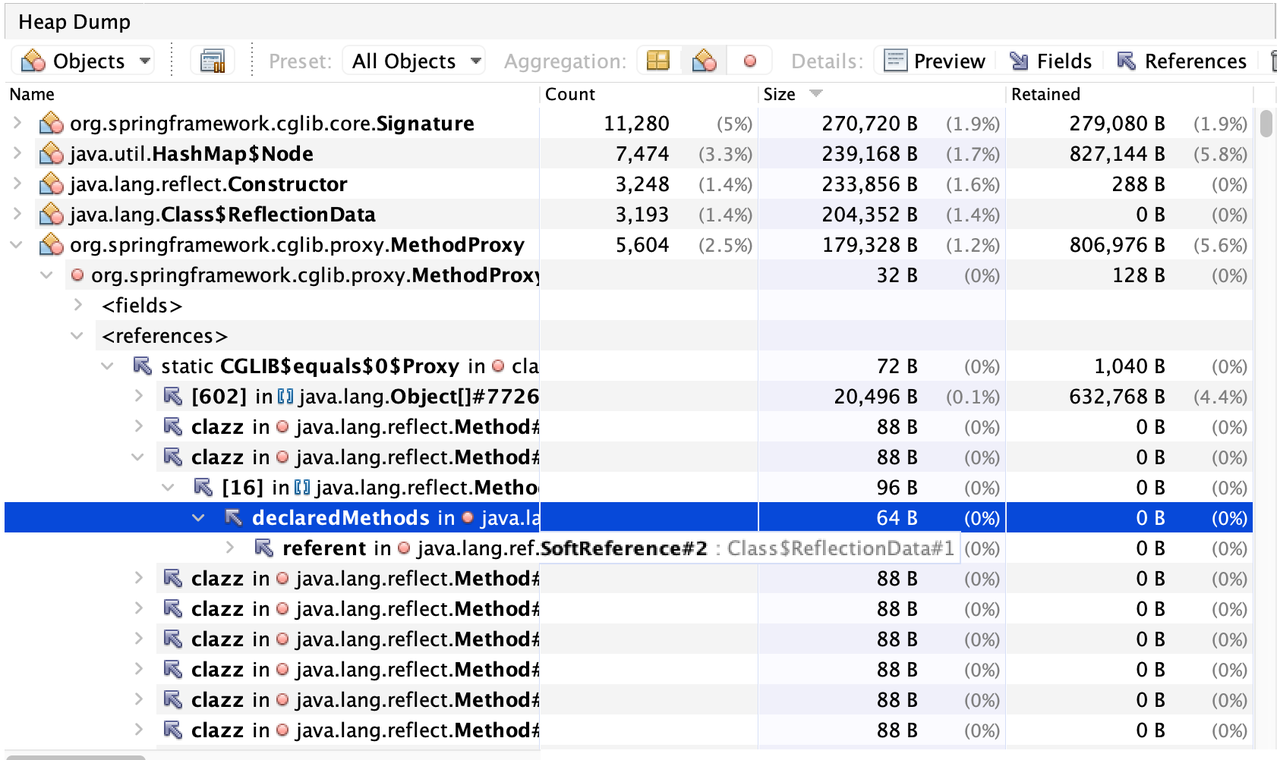 Heap Dump
Objects Preset: All Objects Aggregation: Details: Preview Fields References
Name Count Size Retained
org.springframework.cglib.core.Signature 11,280 (5%) 270,720 B (1.9%) 279,080 B (1.9%)
java.util.HashMap$Node 7,474 (3.3%) 239,168 B (1.7%) 827,144 B (5.8%)
java.lang.reflect.Constructor 3,248 (1.4%) 233,856 B (1.6%) 288 B (0%)
java.lang.Class$ReflectionData 3,193 (1.4%) 204,352 B (1.4%) 0 B (0%)
org.springframework.cglib.proxy.MethodProxy 5,604 (2.5%) 179,328 B (1.2%) 806,976 B (5.6%)
org.springframework.cglib.proxy.MethodProxy 32 B (0%) 128 B (0%)
<fields>
<references>
static CGLIB$equals$0$Proxy in cla 72 B (0%) 1,040 B (0%)
[602] in java.lang.Object[]#7726 20,496 B (0.1%) 632,768 B (4.4%)
clazz in java.lang.reflect.Method# 88 B (0%) 0 B (0%)
clazz in java.lang.reflect.Method# 88 B (0%) 0 B (0%)
[16] in java.lang.reflect.Metho 96 B (0%) 0 B (0%)
declaredMethods in java.la 64 B (0%) 0 B (0%)
referent in java.lang.ref.SoftReference#2 : Class$ReflectionData#1 (0%) 0 B (0%)
clazz in java.lang.reflect.Method# 88 B (0%) 0 B (0%)
clazz in java.lang.reflect.Method# 88 B (0%) 0 B (0%)
clazz in java.lang.reflect.Method# 88 B (0%) 0 B (0%)
clazz in java.lang.reflect.Method# 88 B (0%) 0 B (0%)
clazz in java.lang.reflect.Method# 88 B (0%) 0 B (0%)
clazz in java.lang.reflect.Method# 88 B (0%) 0 B (0%)